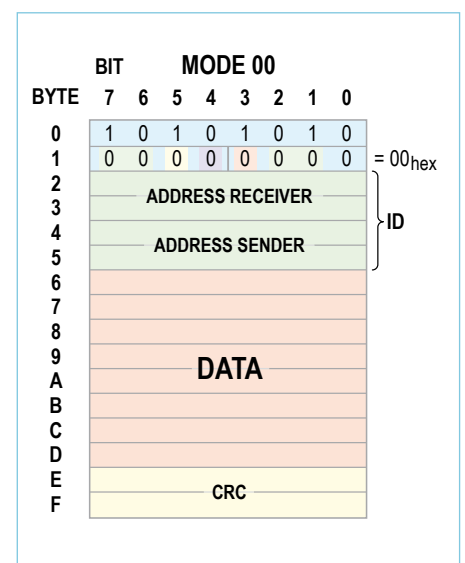 BIT MODE 00
BYTE 7 6 5 4 3 2 1 0
0 1 0 1 0 1 0 1 0
1 0 0 0 0 0 0 0 0 = 00hex
2
ADDRESS RECEIVER
3
ID
4
ADDRESS SENDER
5
6
7
8
9
DATA
A
B
C
D
E
CRC
F